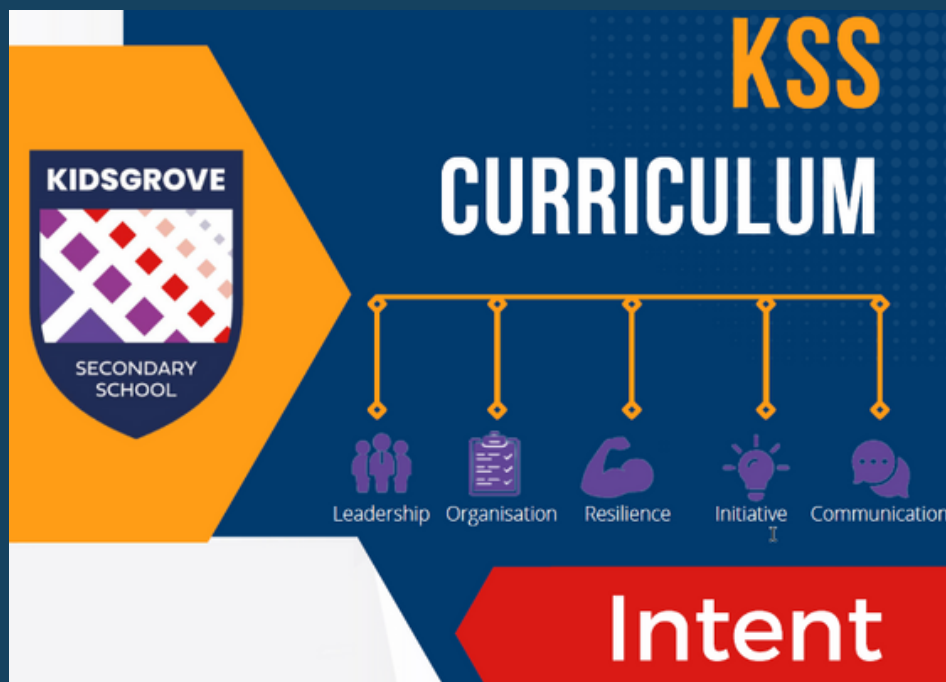 KSS
CURRICULUM
KIDSGROVE
SECONDARY
SCHOOL
Leadership Organisation Resilience Initiative Communication
Intent